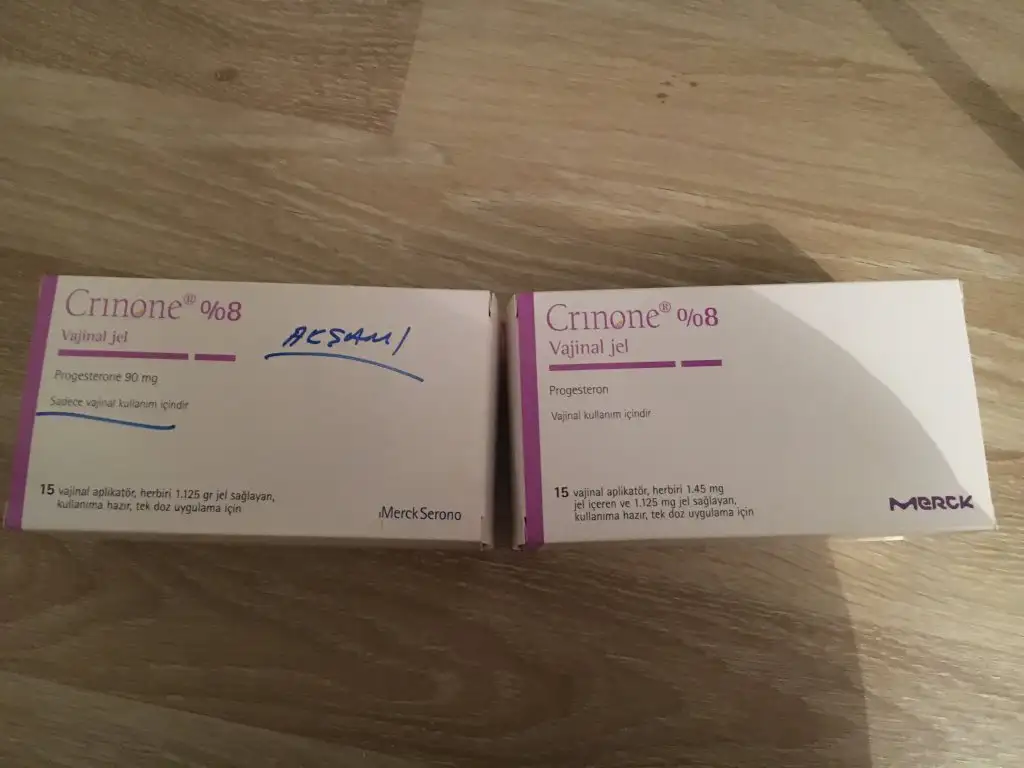 Crinone® %8
Vajinal jel
AKŞAM/
Progesterone 90 mg
Sadece vajinal kullanım içindir
15 vajinal aplikatör, herbiri 1.125 gr jel sağlayan,
kullanıma hazır, tek doz uygulama için
MerckSerono
Crinone® %8
Vajinal jel
Progesteron
Vajinal kullanım içindir
15 vajinal aplikatör, herbiri 1.45 mg
jel içeren ve 1.125 mg jel sağlayan,
kullanıma hazır, tek doz uygulama için
MERCK